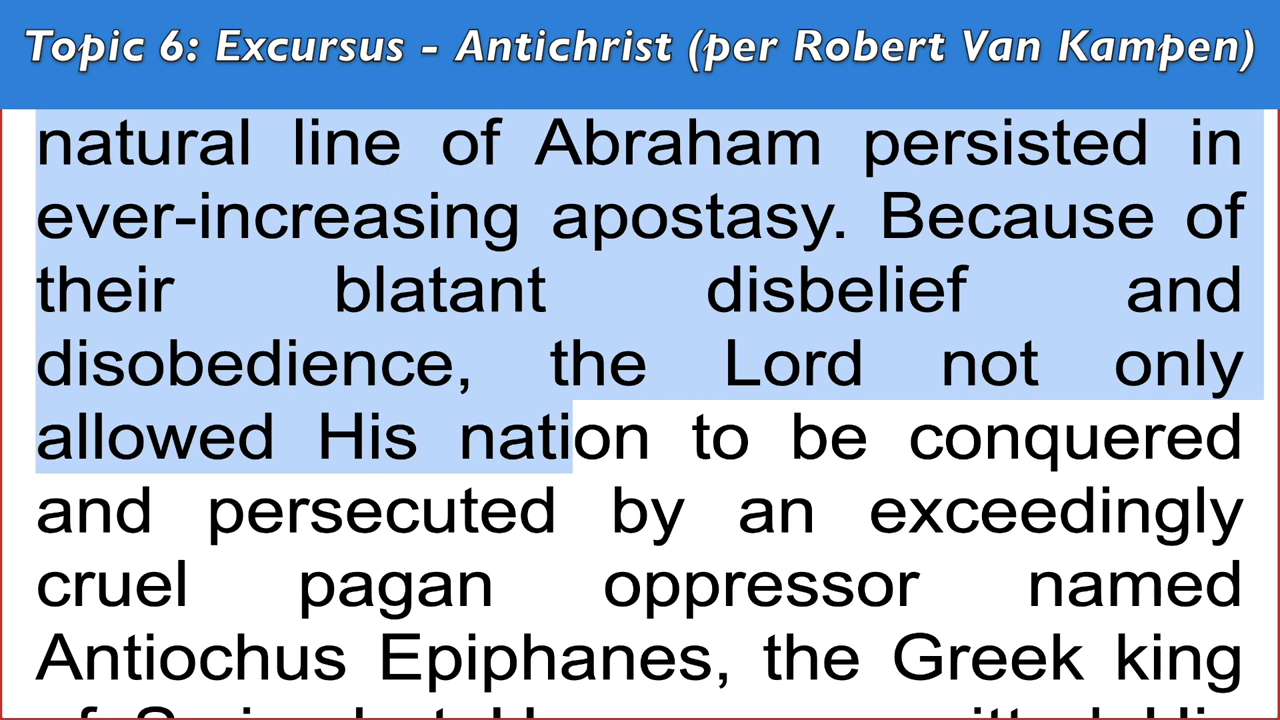 Topic 6: Excursus - Antichrist (per Robert Van Kampen)
natural line of Abraham persisted in
ever-increasing apostasy. Because of
their blatant disbelief and
disobedience, the Lord not only
allowed His nation to be conquered
and persecuted by an exceedingly
cruel pagan oppressor named
Antiochus Epiphanes, the Greek king